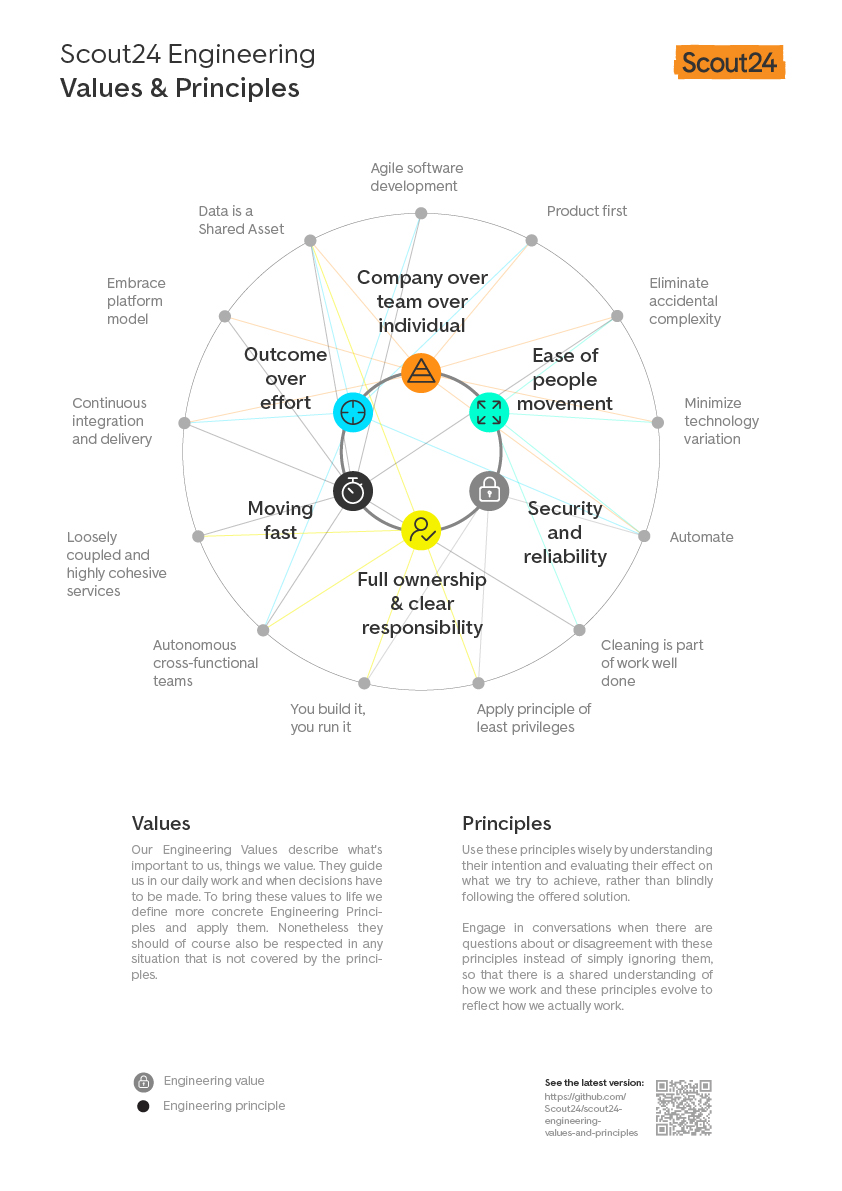 Scout24 Engineering
Values & Principles
Scout24
Agile software
development
Data is a
Shared Asset
Product first
Embrace
platform
model
Eliminate
accidental
complexity
Company over
team over
individual
Outcome
over
effort
Ease of
people
movement
Continuous
integration
and delivery
Minimize
technology
variation
Moving
fast
Security
and
reliability
Loosely
coupled and
highly cohesive
services
Automate
Full ownership
& clear
responsibility
Autonomous
cross-functional
teams
Cleaning is part
of work well
done
You build it,
you run it
Apply principle of
least privileges
Values
Our Engineering Values describe what's
important to us, things we value. They guide
us in our daily work and when decisions have
to be made. To bring these values to life we
define more concrete Engineering Princi-
ples and apply them. Nonetheless they
should of course also be respected in any
situation that is not covered by the princi-
ples.
Principles
Use these principles wisely by understanding
their intention and evaluating their effect on
what we try to achieve, rather than blindly
following the offered solution.
Engage in conversations when there are
questions about or disagreement with these
principles instead of simply ignoring them,
so that there is a shared understanding of
how we work and these principles evolve to
reflect how we actually work.
Engineering value
Engineering principle
See the latest version:
https://github.com/
Scout24/scout24-
engineering-
values-and-principles